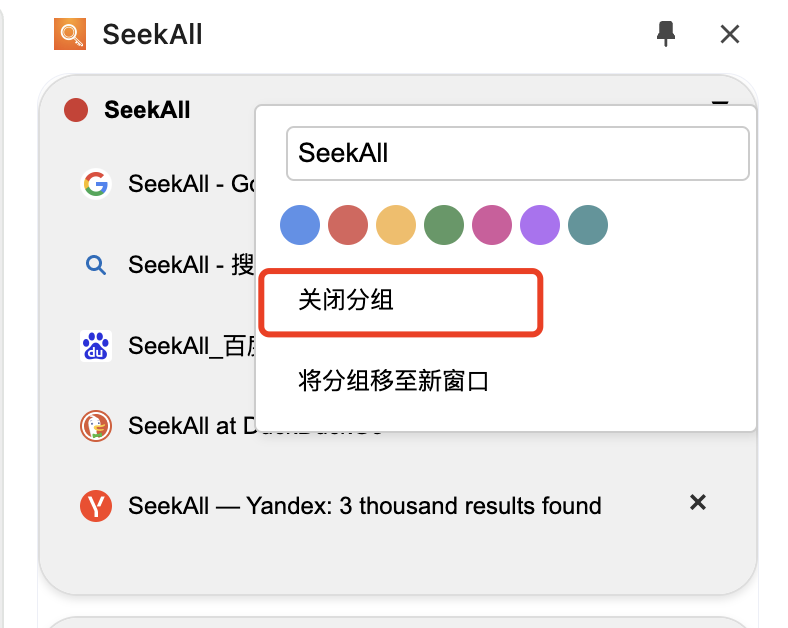 SeekAll
SeekAll
SeekAll
SeekAll - Go
SeekAll - 搜
关闭分组
SeekAll_百度
将分组移至新窗口
SeekAll at DuckDuckGo
SeekAll — Yandex: 3 thousand results found